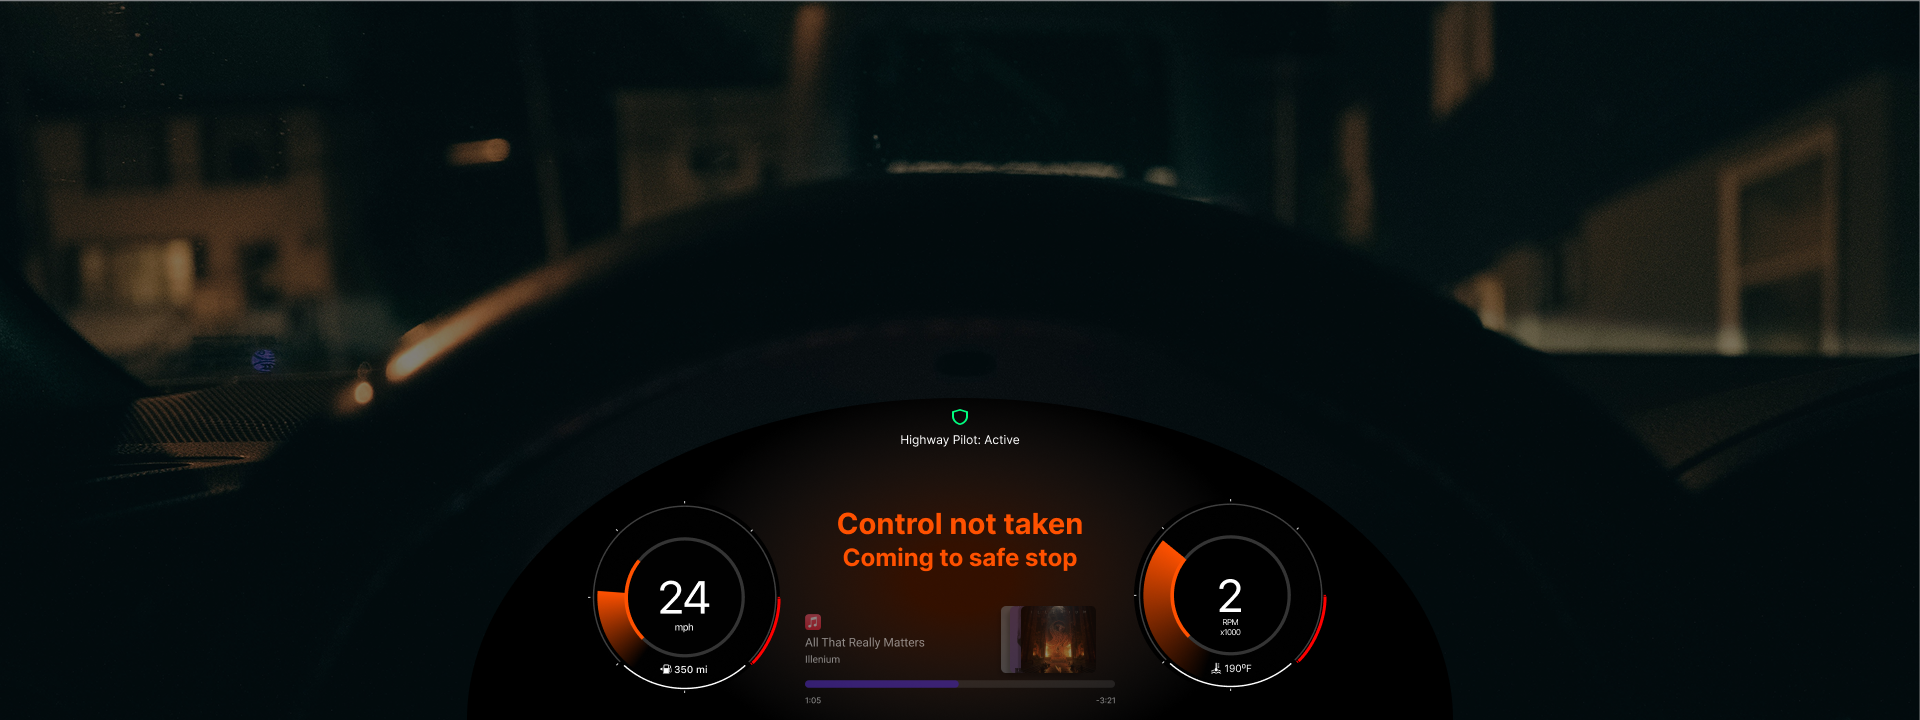 Highway Pilot: Active
Control not taken
Coming to safe stop
24
mph
350 mi
All That Really Matters
Illenium
1:05
-3:21
2
RPM
x1000
190ºF